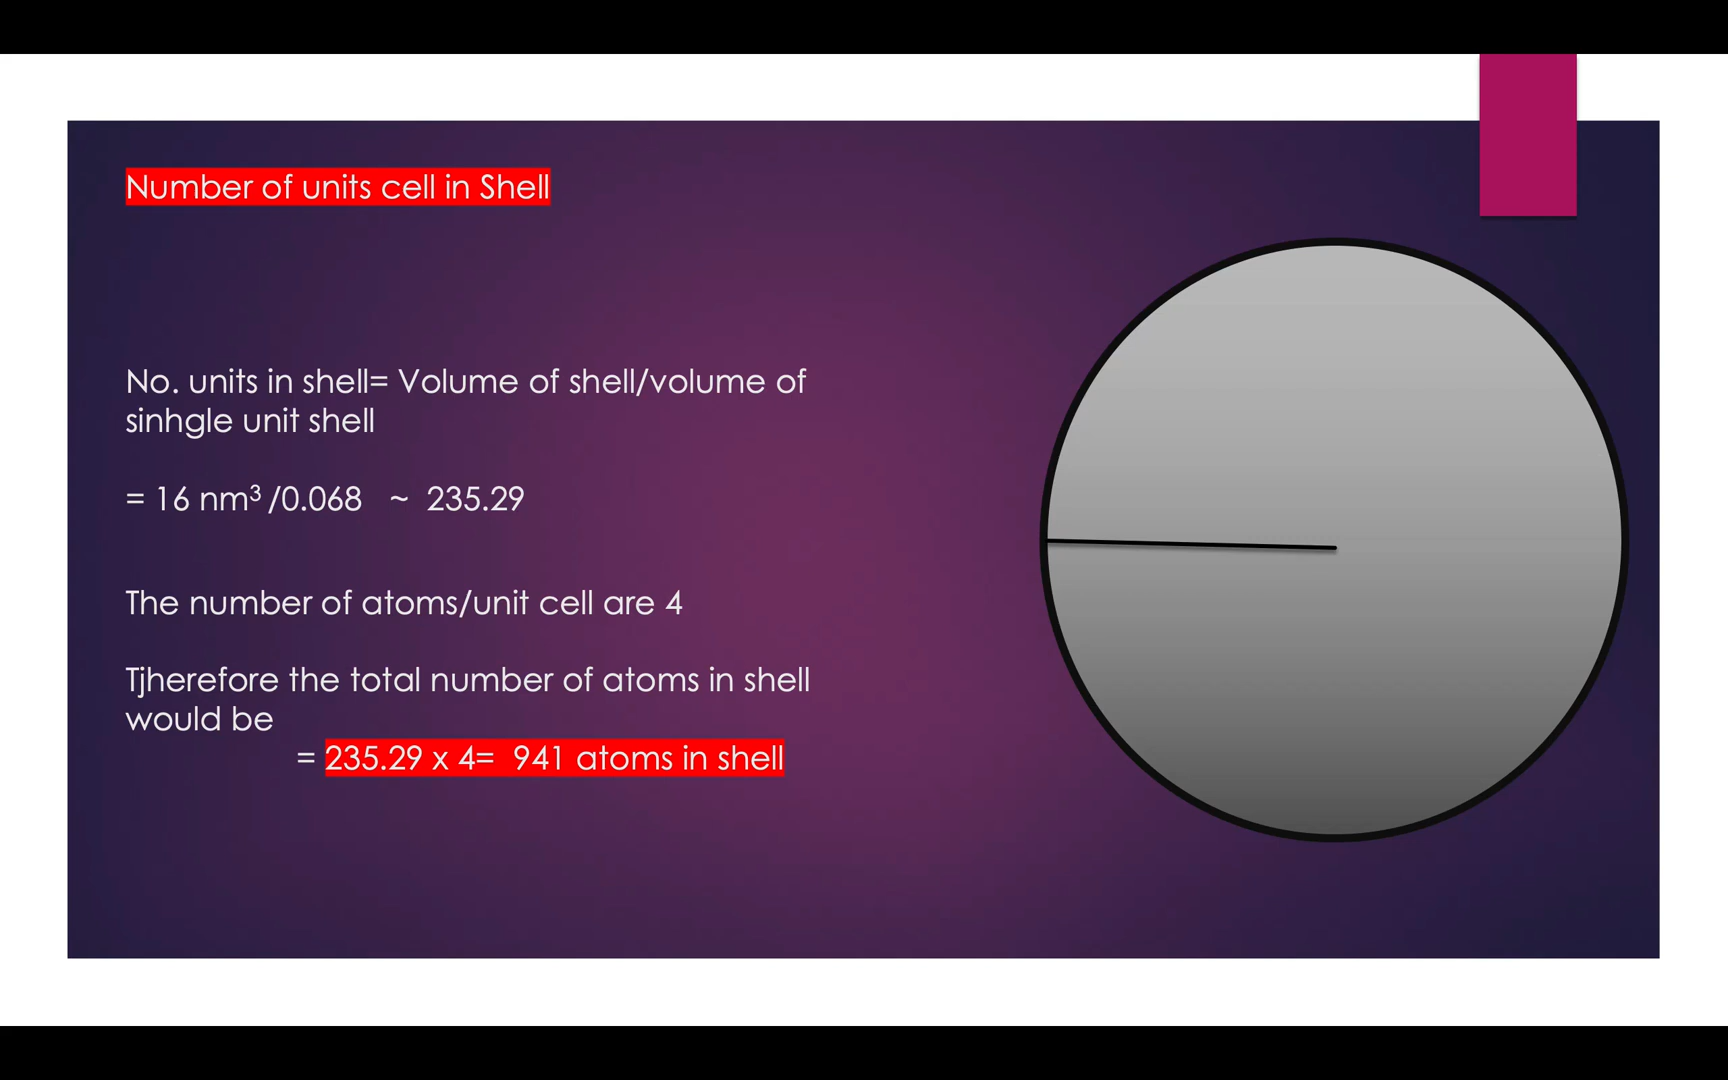 Number of units cell in Shell
No. units in shell= Volume of shell/volume of
sinhgle unit shell
= 16 nm³ /0.068 ~ 235.29
The number of atoms/unit cell are 4
Tjherefore the total number of atoms in shell
would be
= 235.29 x 4= 941 atoms in shell